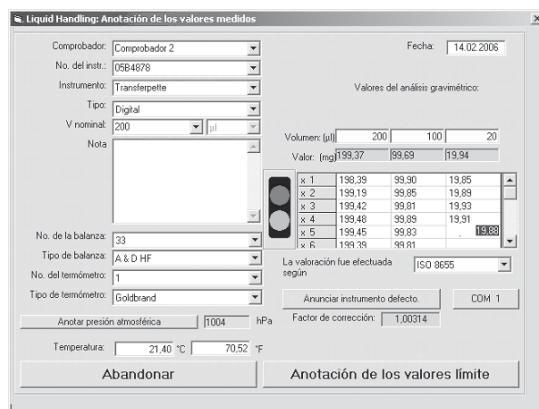 Liquid Handling: Anotación de los valores medidos
Comprobador: Comprobador 2
Fecha: 14.02.2006
No. del instr.: 05B4878
Instrumento: Transferpette
Valores del análisis gravimétrico:
Tipo: Digital
V nominal: 200 µl
Nota
Volumen: [µl] 200 100 20
Valor: (mg) 199,37 99,69 19,94
x 1 198,39 99,90 19,85
x 2 199,19 99,85 19,89
x 3 199,42 99,81 19,93
x 4 199,48 99,89 19,91
x 5 199,45 99,83 . 19,88
x 6 199,39 99,81
No. de la balanza: 33
Tipo de balanza: A & D HF
La valoración fue efectuada
según ISO 8655
No. del termómetro: 1
Tipo de termómetro: Goldbrand
Anunciar instrumento defecto. COM 1
Anotar presión atmosférica 1004 hPa
Factor de corrección: 1,00314
Temperatura: 21,40 °C 70,52 °F
Abandonar
Anotación de los valores límite